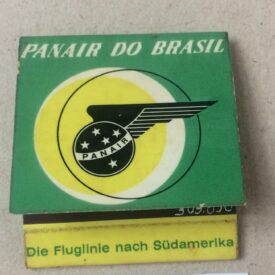 PANAIR DO BRASIL
PANAIR
Die Fluglinie nach Südamerika